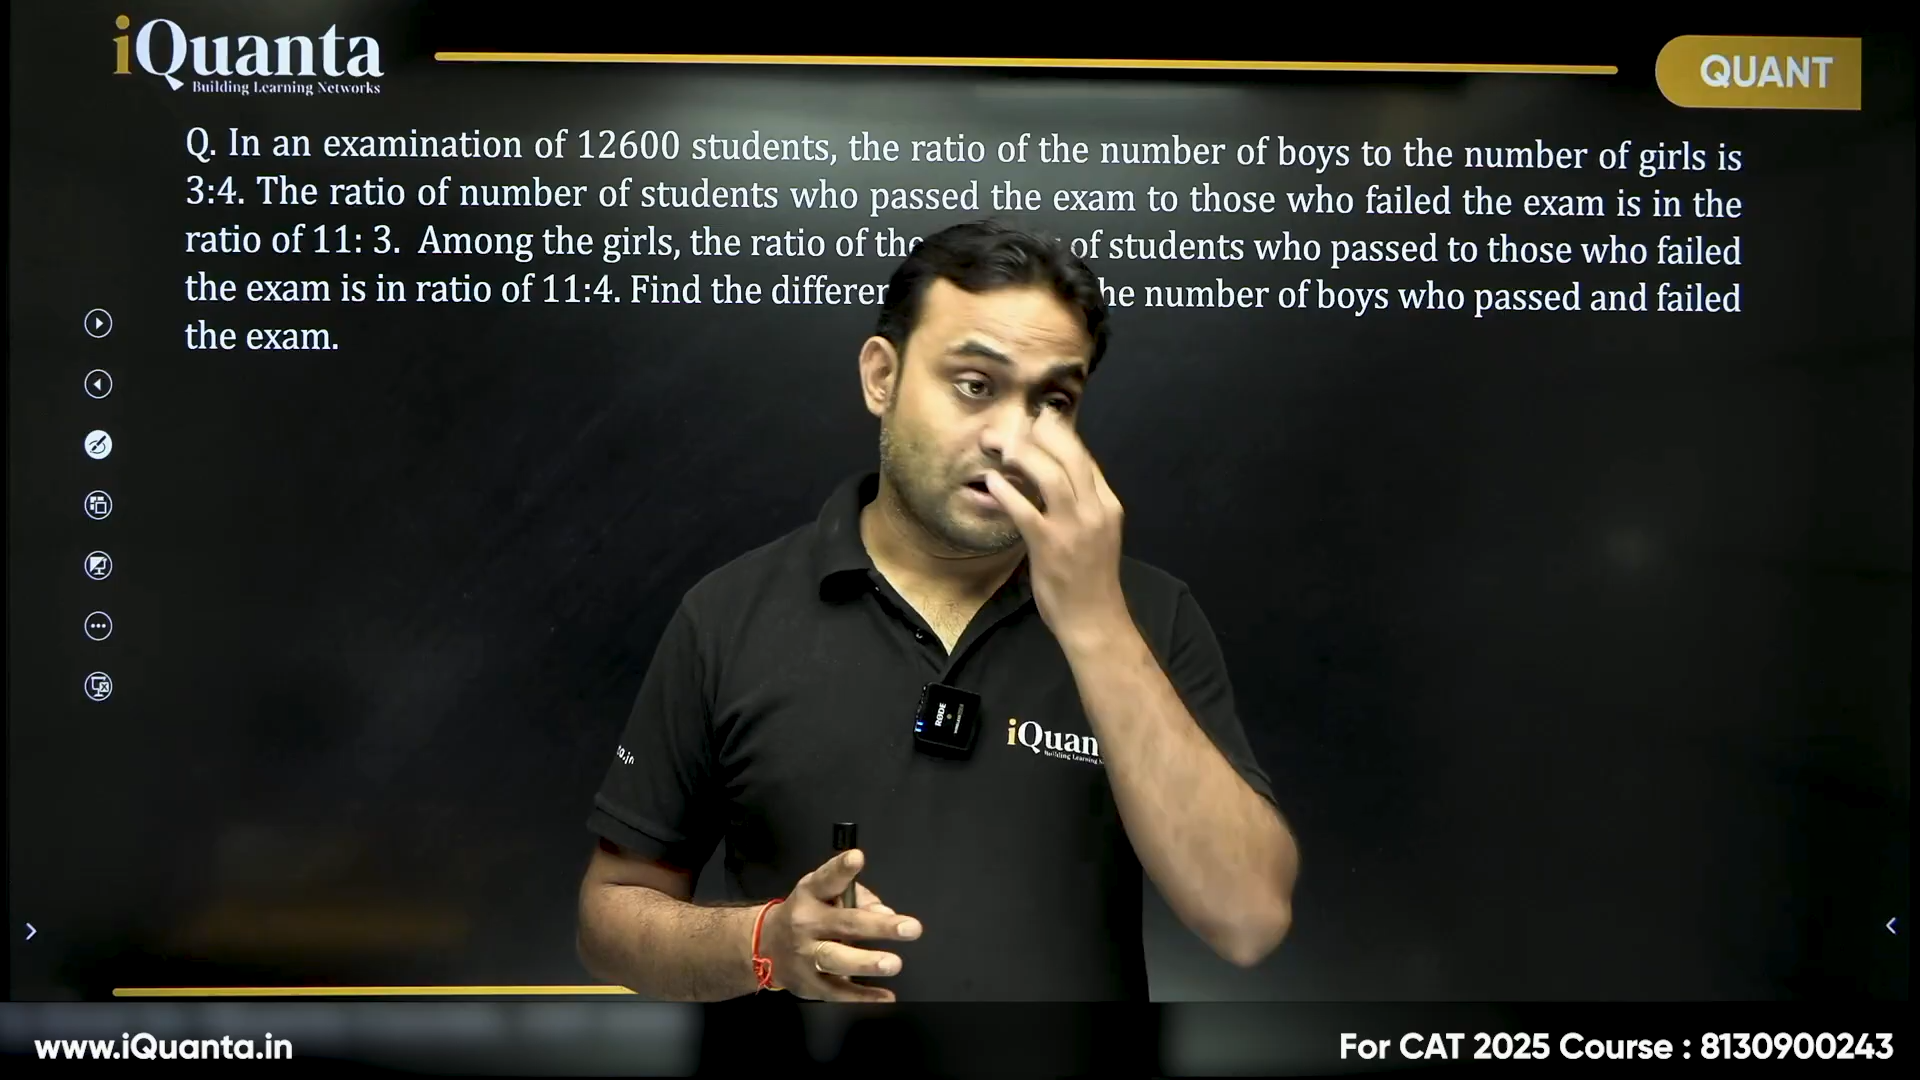 iQuanta
Building Learning Networks
QUANT
Q. In an examination of 12600 students, the ratio of the number of boys to the number of girls is
3:4. The ratio of number of students who passed the exam to those who failed the exam is in the
ratio of 11: 3. Among the girls, the ratio of the of students who passed to those who failed
the exam is in ratio of 11:4. Find the number of boys who passed and failed
the exam.
RODE
iQuan
Building Learning
www.iQuanta.in
For CAT 2025 Course : 8130900243